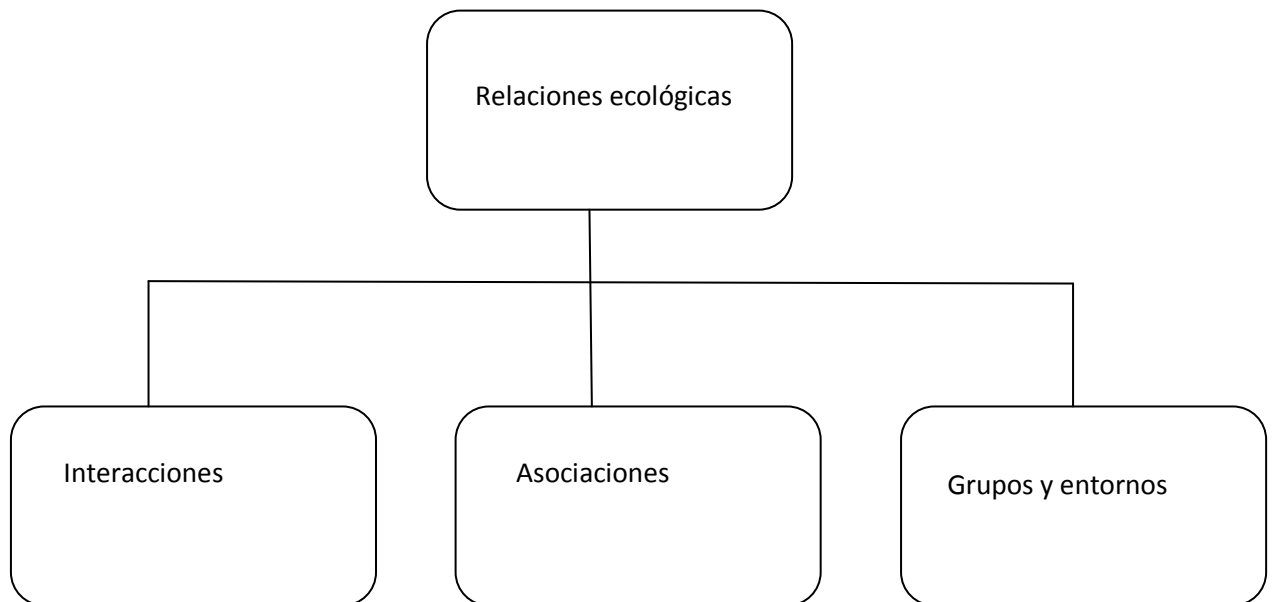 Relaciones ecológicas
Interacciones
Asociaciones
Grupos y entornos